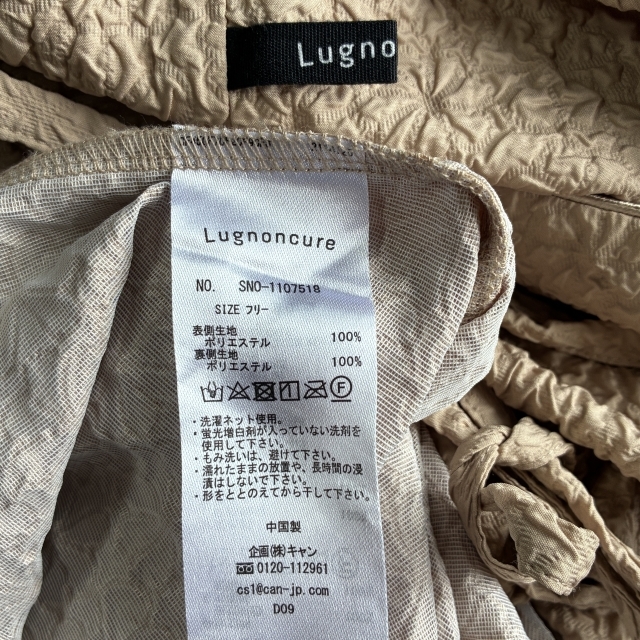 Lugno
Lugnoncure
NO. SNO-1107518
SIZE フリー
表側生地
ポリエステル 100%
裏側生地
ポリエステル 100%
・洗濯ネット使用。
・蛍光増白剤が入っていない洗剤を
使用して下さい。
・もみ洗いは、避けて下さい。
・濡れたままの放置や、長時間の浸
漬はしないで下さい。
・形をととのえてから干して下さい。
中国製
企画(株)キャン
☎0120-112961
cs1@can-jp.com
D09